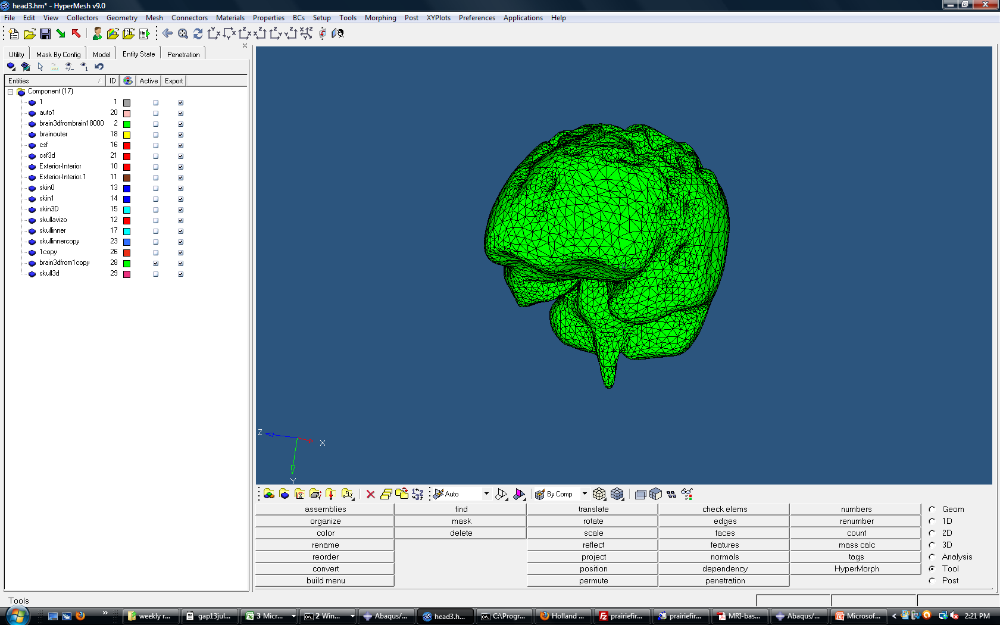 head3.hm* - HyperMesh v9.0
File Edit View Collectors Geometry Mesh Connectors Materials Properties BCs Setup Tools Morphing Post XYPlots Preferences Applications Help
Utility Mask By Config Model Entity State Penetration
Entities ID Active Export
Component (17)
1 1
auto1 20
brain3dfrombrain18000 2
brainouter 18
csf 16
csf3d 21
Exterior-Interior 10
Exterior-Interior.1 11
skin0 13
skin1 14
skin3D 15
skullavizo 12
skullinner 17
skullinnercopy 23
1copy 26
brain3dfrom1copy 28
skull3d 29
Z
X
Y
Auto By Comp
assemblies find translate check elems numbers Geom
organize mask rotate edges renumber 1D
color delete scale faces count 2D
rename reflect features mass calc 3D
reorder project normals tags Analysis
convert position dependency HyperMorph Tool
build menu permute penetration Post
Tools
weekly r... gap13jul... 3 Micr... 2 Win... Abaqus/... head3.h... C:\Progr... Holland ... prairiefir... prairiefir... MRI-bas... Abaqus/... Microsof... 2:21 PM